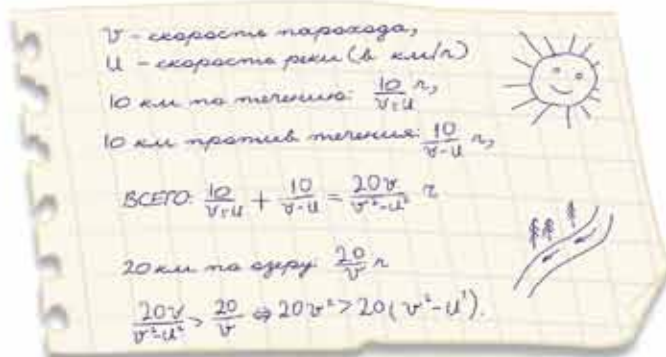 v - скорость парохода,
u - скорость реки (в км/г)
10 км по течению: 10/(v=u) г,
10 км против течения: 10/(v-u) г,
ВСЕГО: 10/(v=u) + 10/(v-u) = 20v/(v²-u²) г
20 км по озеру: 20/v г
20v/(v²-u²) > 20/v ⇔ 20v² > 20(v²-u²).